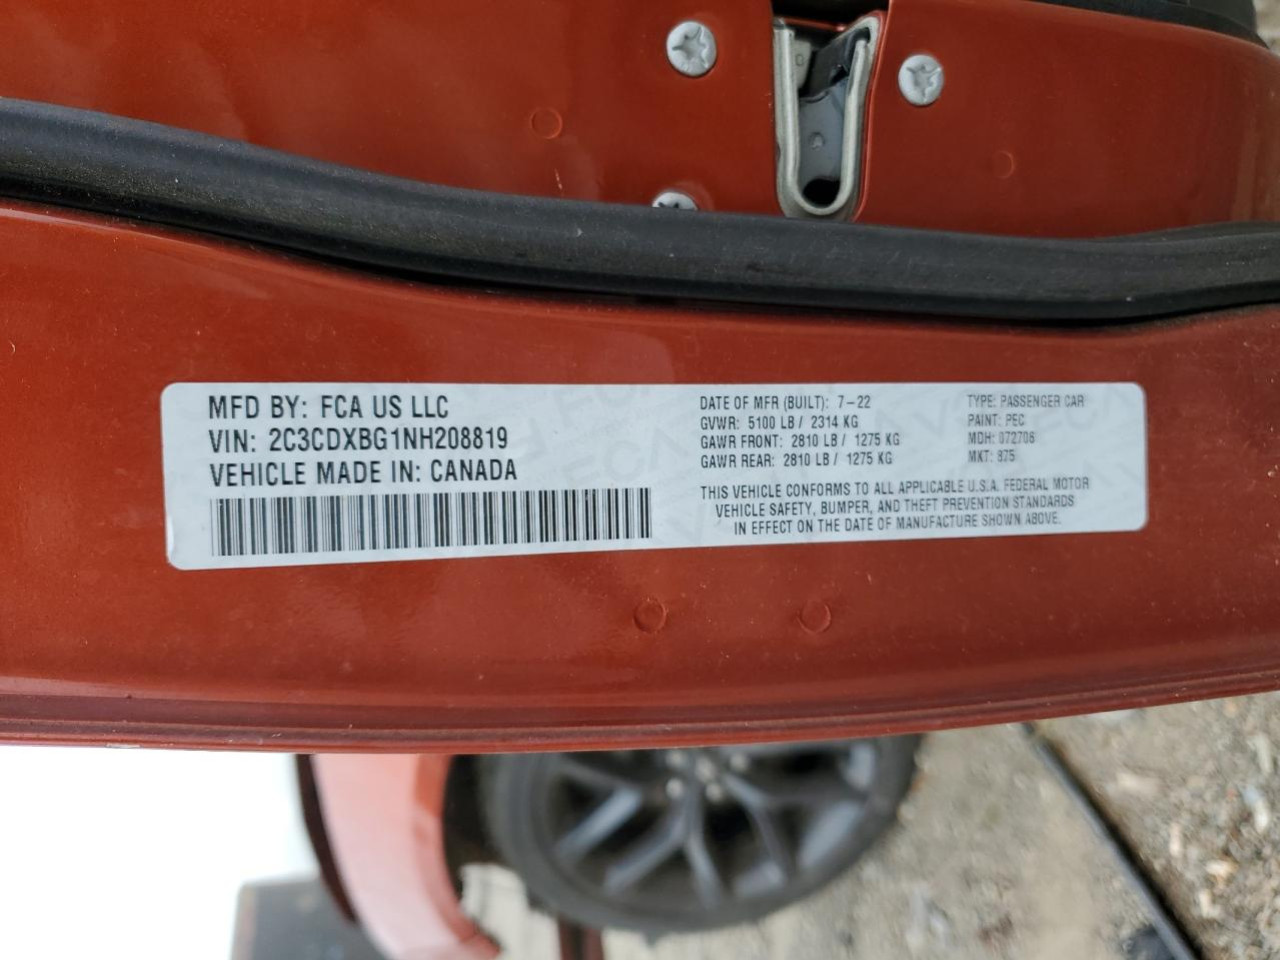 MFD BY: FCA US LLC
VIN: 2C3CDXBG1NH208819
VEHICLE MADE IN: CANADA
DATE OF MFR (BUILT): 7-22
GVWR: 5100 LB / 2314 KG
GAWR FRONT: 2810 LB / 1275 KG
GAWR REAR: 2810 LB / 1275 KG
TYPE: PASSENGER CAR
PAINT: PEC
MDH: 072706
MKT: 875
THIS VEHICLE CONFORMS TO ALL APPLICABLE U.S.A. FEDERAL MOTOR
VEHICLE SAFETY, BUMPER, AND THEFT PREVENTION STANDARDS
IN EFFECT ON THE DATE OF MANUFACTURE SHOWN ABOVE.